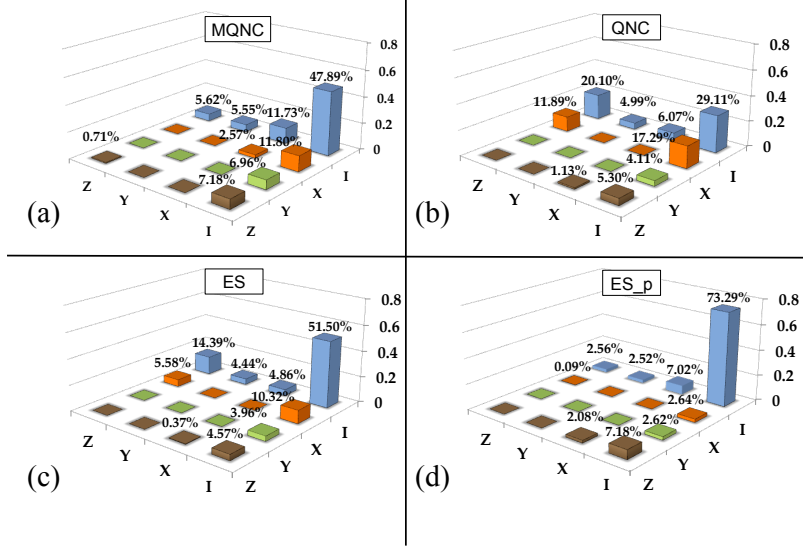 MQNC
0.8
0.6
0.4
0.2
0
47.89%
11.73%
5.55%
5.62%
2.57%
11.80%
0.71%
6.96%
7.18%
Z
Y
X
I
Z
Y
X
I
(a)
QNC
0.8
0.6
0.4
0.2
0
20.10%
4.99%
6.07%
29.11%
11.89%
17.29%
4.11%
1.13%
5.30%
Z
Y
X
I
Z
Y
X
I
(b)
ES
0.8
0.6
0.4
0.2
0
51.50%
14.39%
4.44%
4.86%
5.58%
10.32%
3.96%
0.37%
4.57%
Z
Y
X
I
Z
Y
X
I
(c)
ES_p
0.8
0.6
0.4
0.2
0
73.29%
2.56%
2.52%
7.02%
0.09%
2.64%
2.62%
2.08%
7.18%
Z
Y
X
I
Z
Y
X
I
(d)